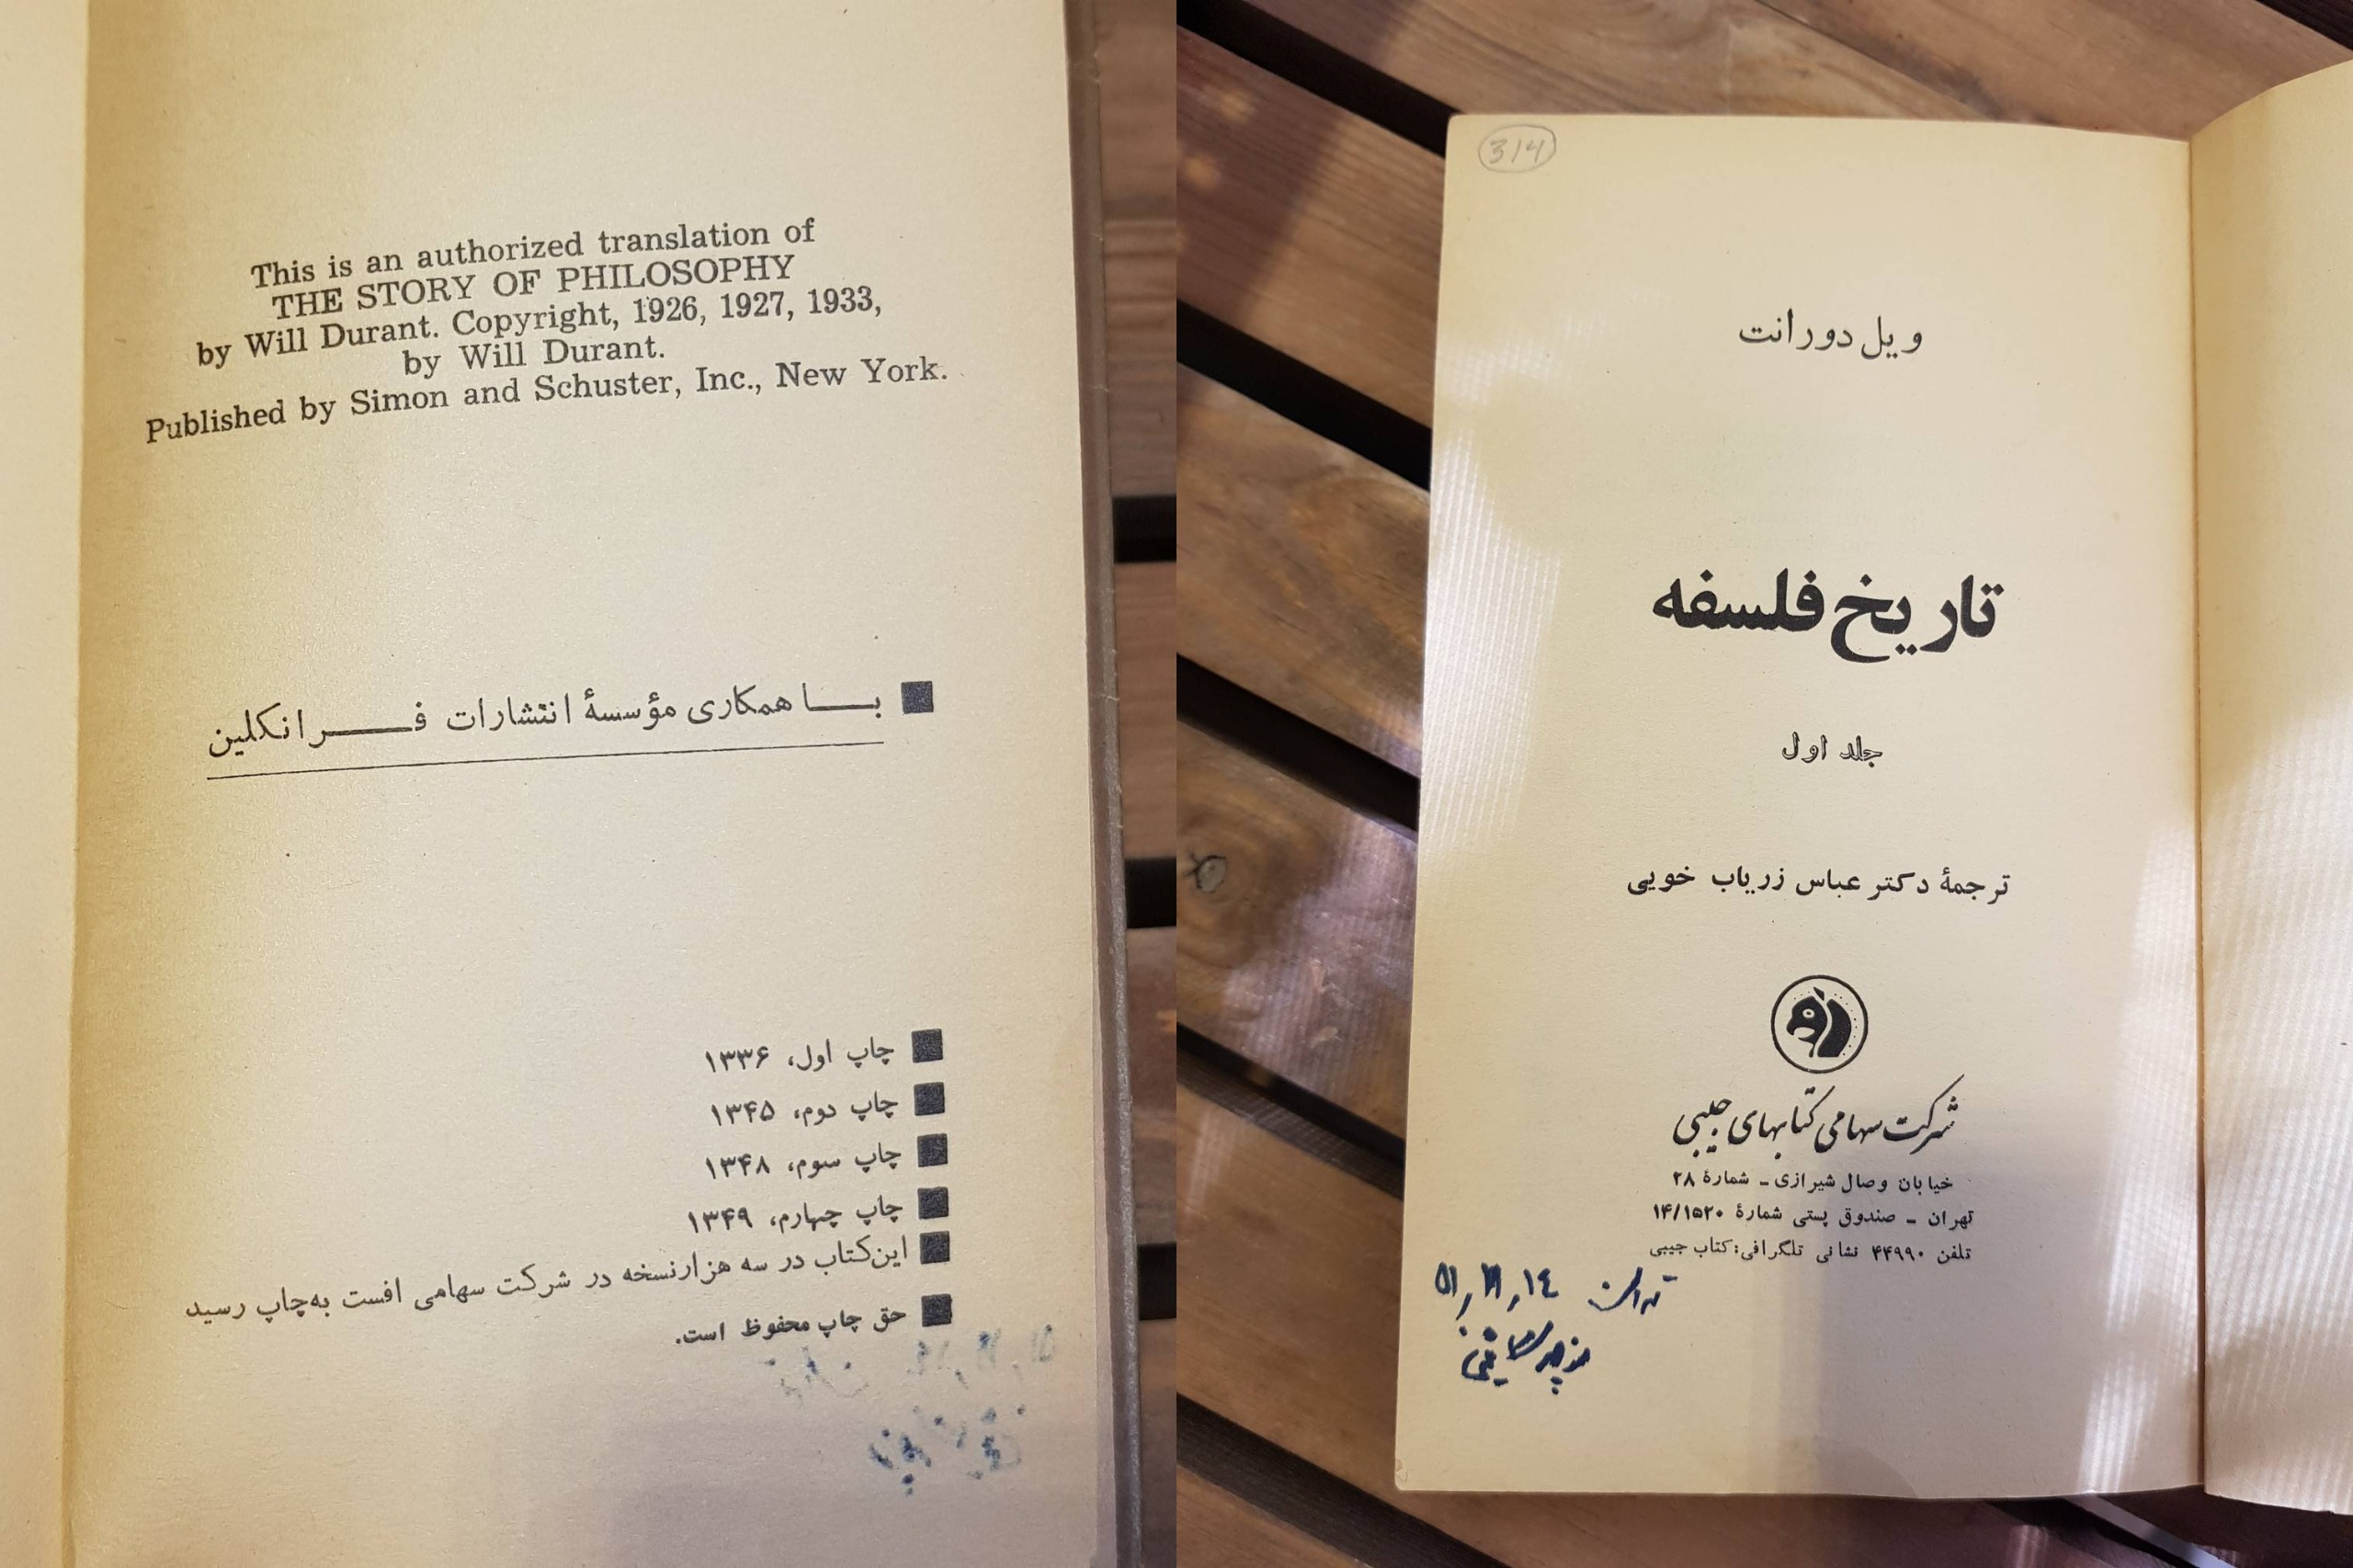 This is an authorized translation of
THE STORY OF PHILOSOPHY
by Will Durant. Copyright, 1926, 1927, 1933,
by Will Durant.
Published by Simon and Schuster, Inc., New York.
با همکاری مؤسسهٔ انتشارات فرانکلین
چاپ اول، ۱۳۳۶
چاپ دوم، ۱۳۴۵
چاپ سوم، ۱۳۴۸
چاپ چهارم، ۱۳۴۹
این کتاب در سه هزار نسخه در شرکت سهامی افست به چاپ رسید
حق چاپ محفوظ است.
314
ویل دورانت
تاریخ فلسفه
جلد اول
ترجمهٔ دکتر عباس زریاب خویی
شرکت سهامی کتابهای جیبی
خیابان وصال شیرازی ـ شمارهٔ ۲۸
تهران ـ صندوق پستی شمارهٔ ۱۴/۱۵۲۰
تلفن ۴۴۹۹۰ نشانی تلگرافی: کتاب جیبی
تهران